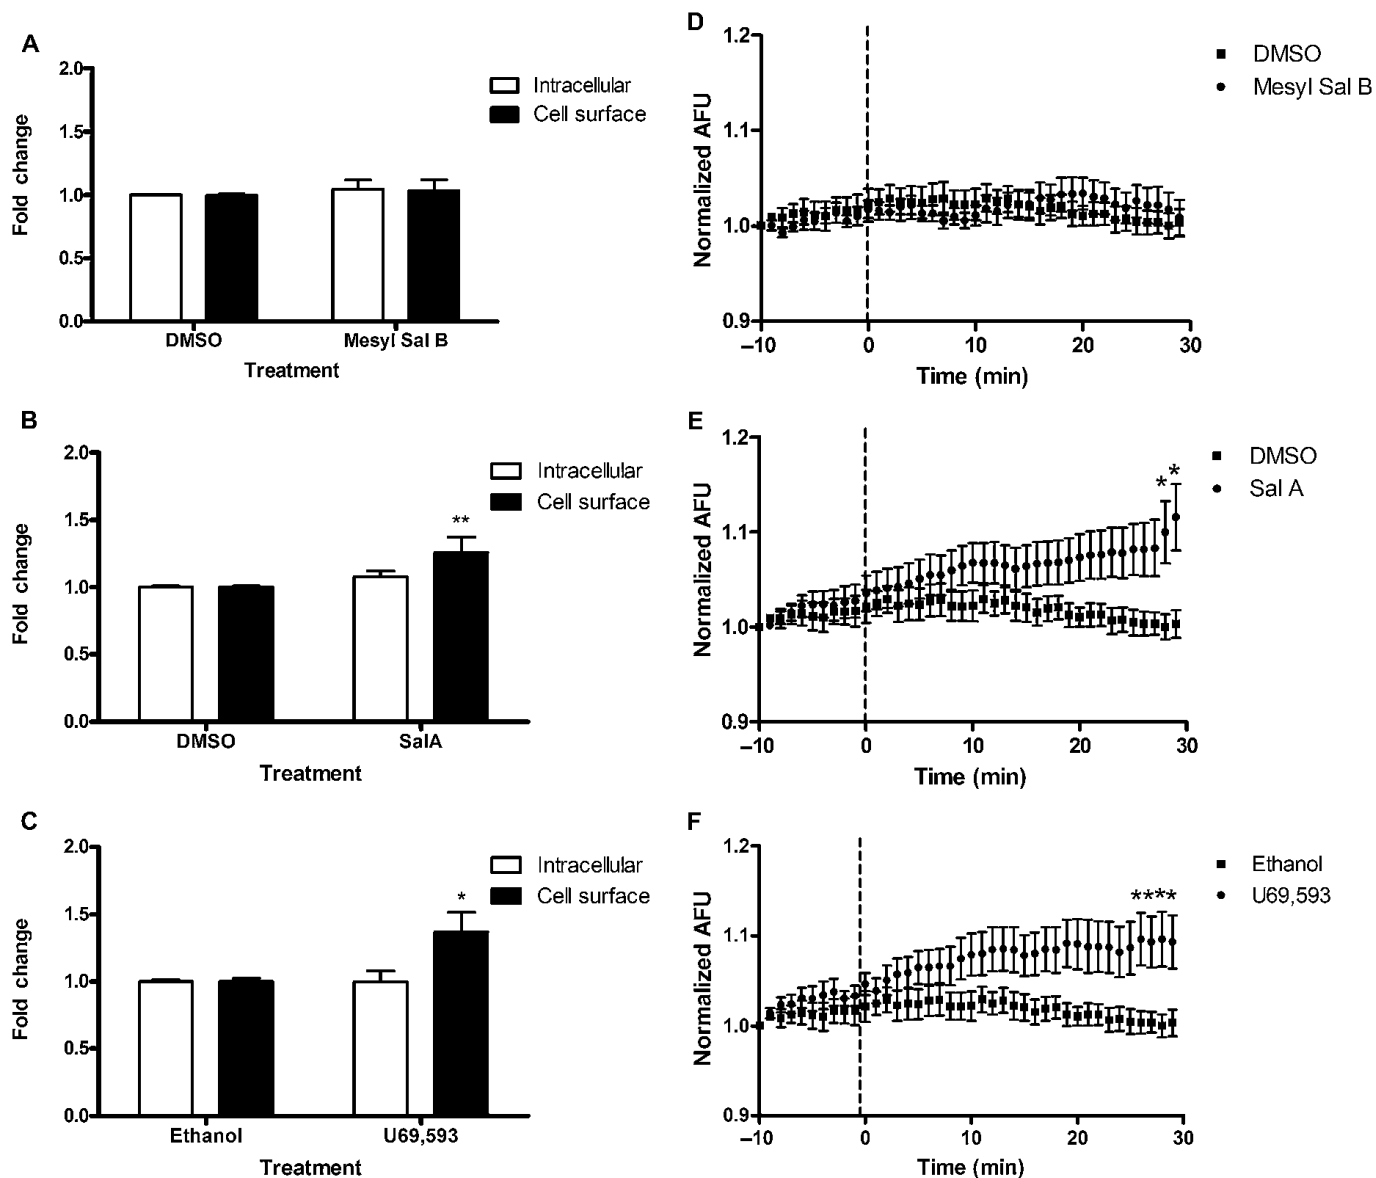 A
2.0
1.5
1.0
0.5
0.0
Fold change
Intracellular
Cell surface
DMSO Mesyl Sal B
Treatment
D
1.2
1.1
1.0
0.9
Normalized AFU
DMSO
Mesyl Sal B
–10 0 10 20 30
Time (min)
B
2.0
1.5
1.0
0.5
0.0
Fold change
Intracellular
Cell surface
**
DMSO SalA
Treatment
E
1.2
1.1
1.0
0.9
Normalized AFU
DMSO
Sal A
* *
–10 0 10 20 30
Time (min)
C
2.0
1.5
1.0
0.5
0.0
Fold change
Intracellular
Cell surface
*
Ethanol U69,593
Treatment
F
1.2
1.1
1.0
0.9
Normalized AFU
Ethanol
U69,593
****
–10 0 10 20 30
Time (min)